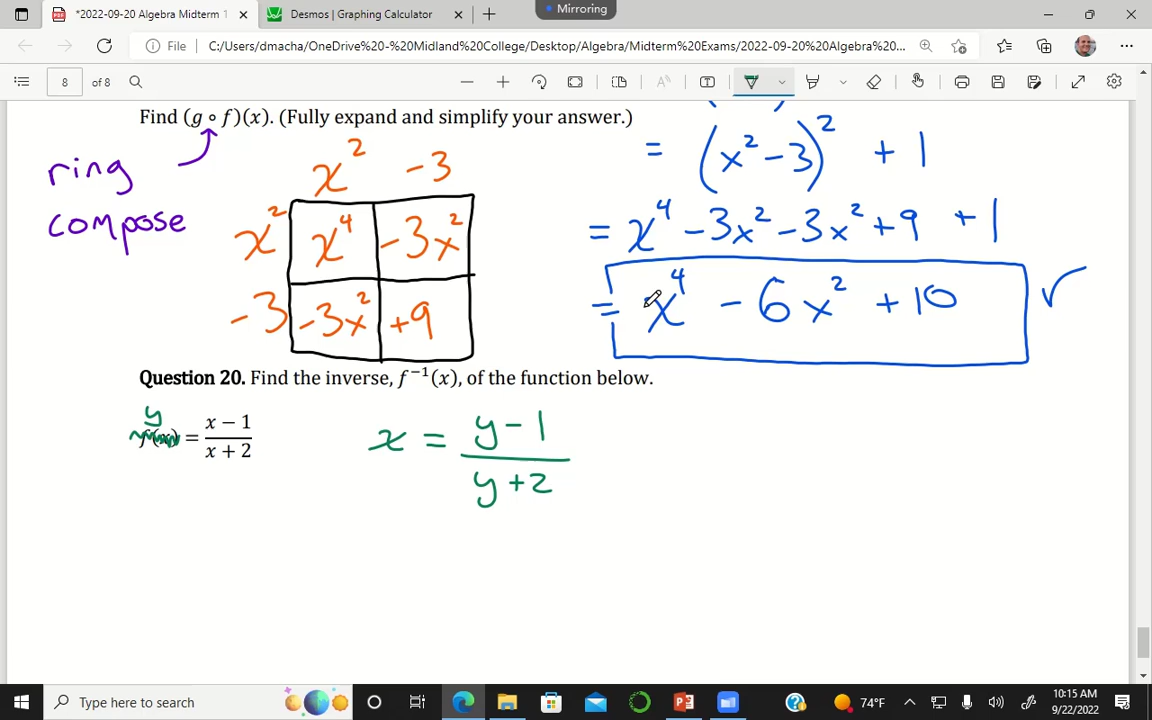 Mirroring
*2022-09-20 Algebra Midterm 1
Desmos | Graphing Calculator
File
C:/Users/dmacha/OneDrive%20-%20Midland%20College/Desktop/Algebra/Midterm%20Exams/2022-09-20%20Algebra%20...
8 of 8
Find (g ∘ f)(x). (Fully expand and simplify your answer.)
ring
compose
x² -3
x² x⁴ -3x²
-3 -3x² +9
= (x² - 3)² + 1
= x⁴ - 3x² - 3x² + 9 + 1
= x⁴ - 6x² + 10 ✓
Question 20. Find the inverse, f⁻¹(x), of the function below.
y = x − 1 / x + 2
x = y - 1 / y + 2
Type here to search
74°F
10:15 AM
9/22/2022